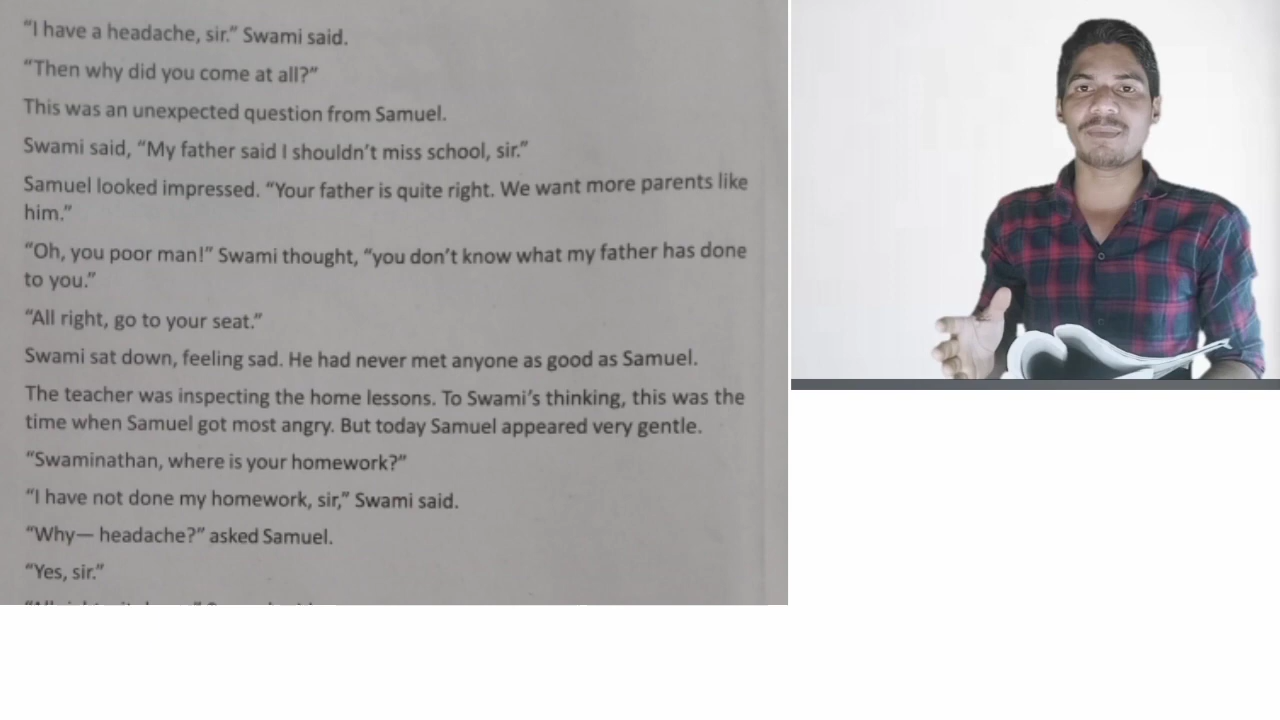 “I have a headache, sir.” Swami said.
“Then why did you come at all?”
This was an unexpected question from Samuel.
Swami said, “My father said I shouldn’t miss school, sir.”
Samuel looked impressed. “Your father is quite right. We want more parents like
him.”
“Oh, you poor man!” Swami thought, “you don’t know what my father has done
to you.”
“All right, go to your seat.”
Swami sat down, feeling sad. He had never met anyone as good as Samuel.
The teacher was inspecting the home lessons. To Swami’s thinking, this was the
time when Samuel got most angry. But today Samuel appeared very gentle.
“Swaminathan, where is your homework?”
“I have not done my homework, sir,” Swami said.
“Why— headache?” asked Samuel.
“Yes, sir.”